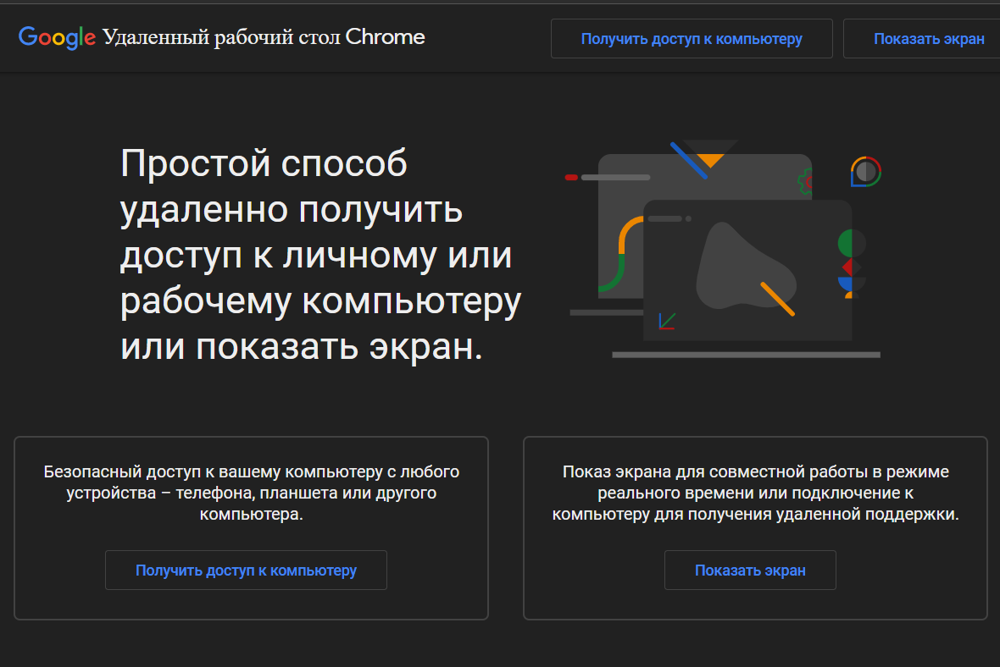 Google Удаленный рабочий стол Chrome
Получить доступ к компьютеру
Показать экран
Простой способ
удаленно получить
доступ к личному или
рабочему компьютеру
или показать экран.
Безопасный доступ к вашему компьютеру с любого
устройства – телефона, планшета или другого
компьютера.
Получить доступ к компьютеру
Показ экрана для совместной работы в режиме
реального времени или подключение к
компьютеру для получения удаленной поддержки.
Показать экран